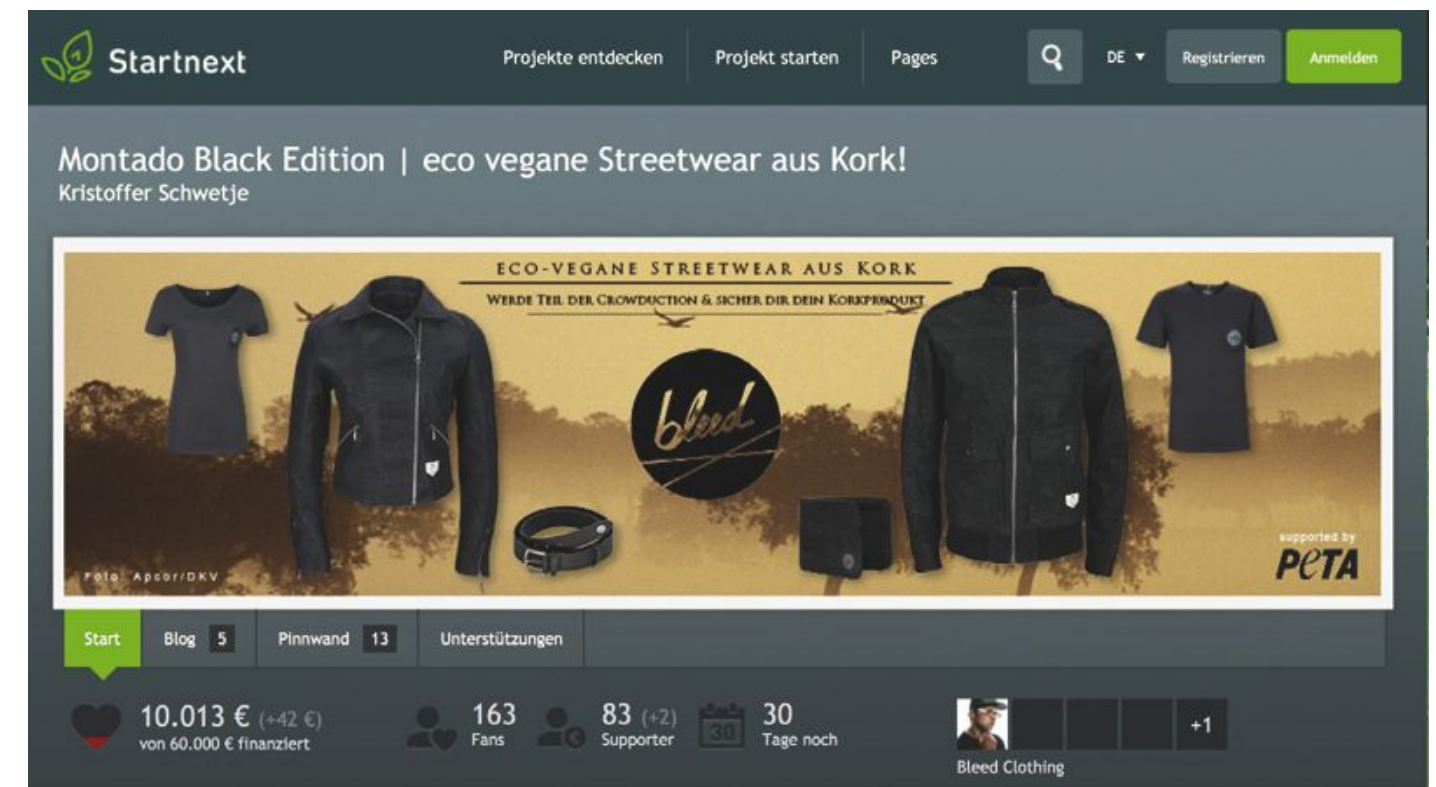 Startnext
Projekte entdecken
Projekt starten
Pages
DE
Registrieren
Anmelden
Montado Black Edition | eco vegane Streetwear aus Kork!
Kristoffer Schwetje
ECO-VEGANE STREETWEAR AUS KORK
WERDE TEIL DER CROWDUCTION & SICHER DIR DEIN KORKPRODUKT
bleed
supported by
PETA
Foto: Apcor/DKV
Start
Blog 5
Pinnwand 13
Unterstützungen
10.013 € (+42 €)
von 60.000 € finanziert
163
Fans
83 (+2)
Supporter
30
30
Tage noch
+1
Bleed Clothing